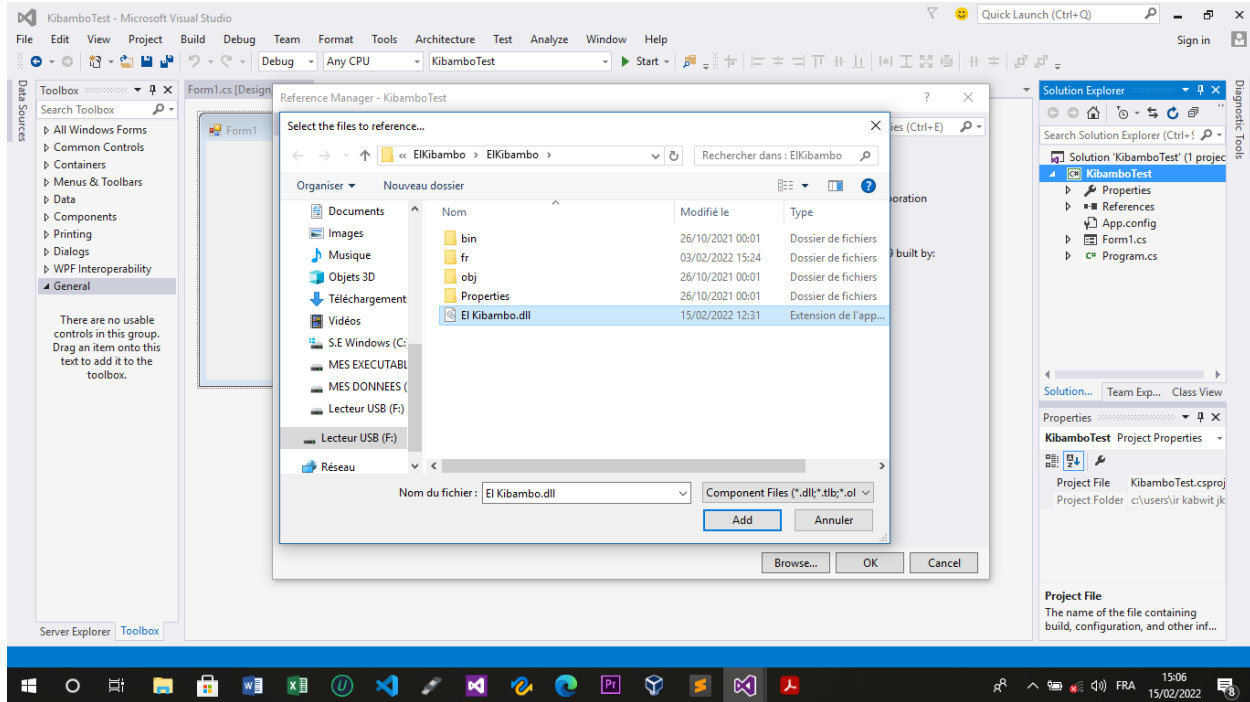 KibamboTest - Microsoft Visual Studio
Quick Launch (Ctrl+Q)
File Edit View Project Build Debug Team Format Tools Architecture Test Analyze Window Help
Sign in
Debug Any CPU KibamboTest Start
Data Sources
Toolbox
Search Toolbox
All Windows Forms
Common Controls
Containers
Menus & Toolbars
Data
Components
Printing
Dialogs
WPF Interoperability
General
There are no usable
controls in this group.
Drag an item onto this
text to add it to the
toolbox.
Server Explorer Toolbox
Form1.cs [Design
Form1
Reference Manager - KibamboTest
? ×
ies (Ctrl+E)
oration
9 built by:
Select the files to reference...
« ElKibambo > ElKibambo >
Rechercher dans : ElKibambo
Organiser Nouveau dossier
Documents
Images
Musique
Objets 3D
Téléchargement
Vidéos
S.E Windows (C:
MES EXECUTABL
MES DONNEES (
Lecteur USB (F:)
Lecteur USB (F:)
Réseau
Nom Modifié le Type
bin 26/10/2021 00:01 Dossier de fichiers
fr 03/02/2022 15:24 Dossier de fichiers
obj 26/10/2021 00:01 Dossier de fichiers
Properties 26/10/2021 00:01 Dossier de fichiers
El Kibambo.dll 15/02/2022 12:31 Extension de l'app...
Nom du fichier : El Kibambo.dll
Component Files (*.dll;*.tlb;*.ol
Add Annuler
Browse... OK Cancel
Solution Explorer
Search Solution Explorer (Ctrl+;
Solution 'KibamboTest' (1 projec
KibamboTest
Properties
References
App.config
Form1.cs
Program.cs
Solution... Team Exp... Class View
Properties
KibamboTest Project Properties
Project File KibamboTest.csproj
Project Folder c:\users\ir kabwit jk
Project File
The name of the file containing
build, configuration, and other inf...
Diagnostic Tools
FRA
15:06
15/02/2022
8